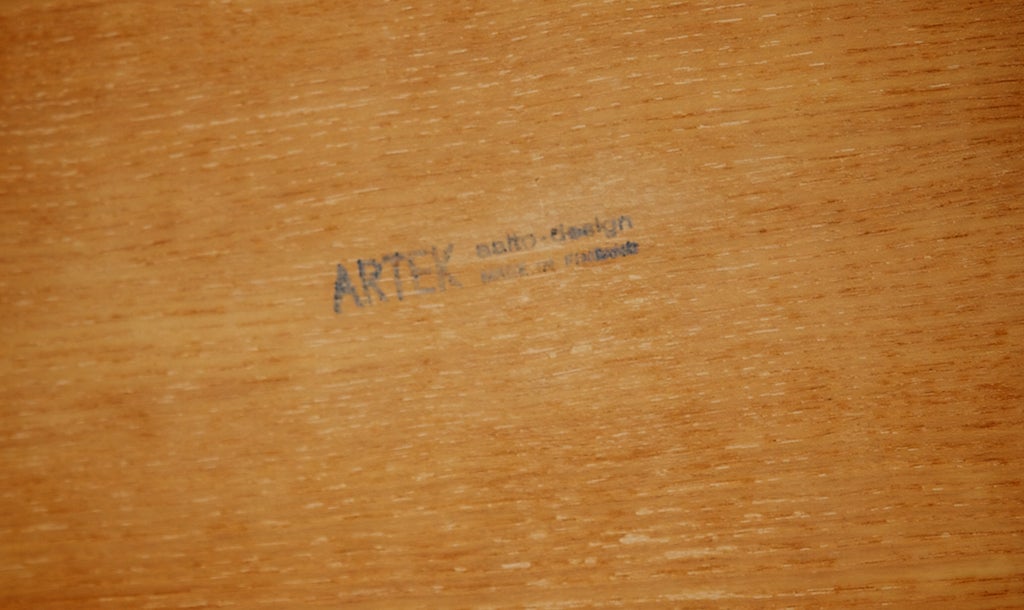 ARTEK
aalto-design
MADE IN FINLAND